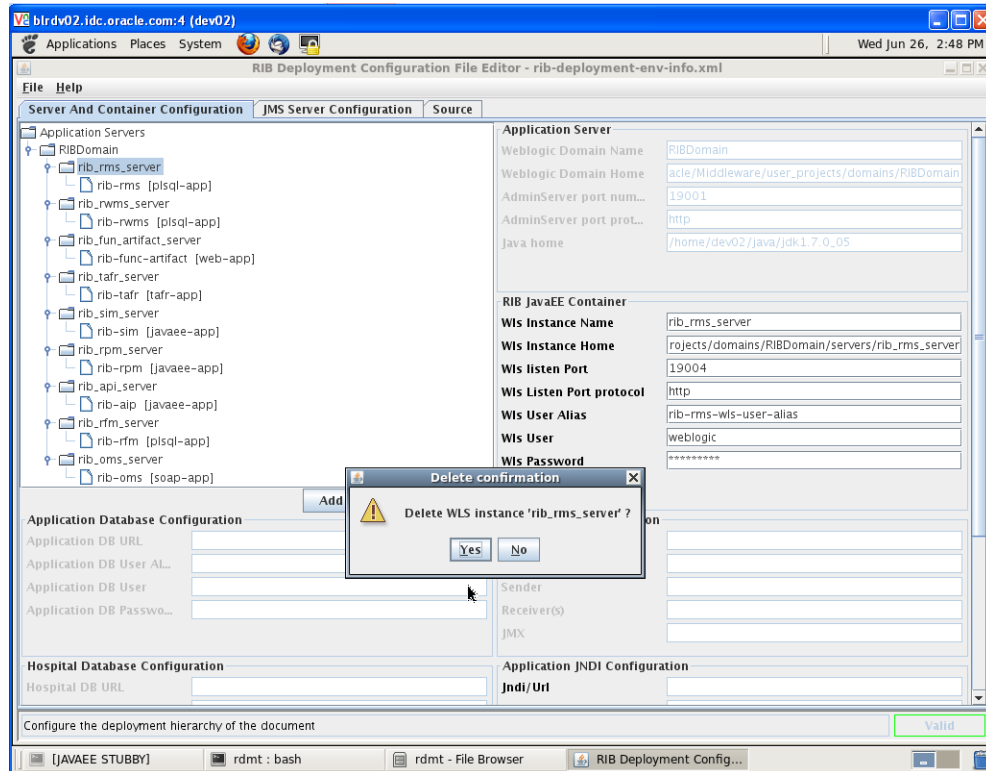 blrdv02.idc.oracle.com:4 (dev02)
Applications Places System Wed Jun 26, 2:48 PM
RIB Deployment Configuration File Editor - rib-deployment-env-info.xml
File Help
Server And Container Configuration JMS Server Configuration Source
Application Servers
RIBDomain
rib_rms_server
rib-rms [plsql-app]
rib_rwms_server
rib-rwms [plsql-app]
rib_fun_artifact_server
rib-func-artifact [web-app]
rib_tafr_server
rib-tafr [tafr-app]
rib_sim_server
rib-sim [javaee-app]
rib_rpm_server
rib-rpm [javaee-app]
rib_api_server
rib-aip [javaee-app]
rib_rfm_server
rib-rfm [plsql-app]
rib_oms_server
rib-oms [soap-app]
Application Server
Weblogic Domain Name RIBDomain
Weblogic Domain Home acle/Middleware/user_projects/domains/RIBDomain
AdminServer port num... 19001
AdminServer port prot... http
Java home /home/dev02/java/jdk1.7.0_05
RIB JavaEE Container
Wls Instance Name rib_rms_server
Wls Instance Home rojects/domains/RIBDomain/servers/rib_rms_server
Wls listen Port 19004
Wls Listen Port protocol http
Wls User Alias rib-rms-wls-user-alias
Wls User weblogic
Wls Password *********
Add
Delete confirmation
Delete WLS instance 'rib_rms_server' ?
Yes No
Application Database Configuration
Application DB URL
Application DB User Al...
Application DB User
Application DB Passwo...
on
Sender
Receiver(s)
JMX
Hospital Database Configuration
Hospital DB URL
Application JNDI Configuration
Jndi/Url
Configure the deployment hierarchy of the document Valid
[JAVAEE STUBBY] rdmt : bash rdmt - File Browser RIB Deployment Config...